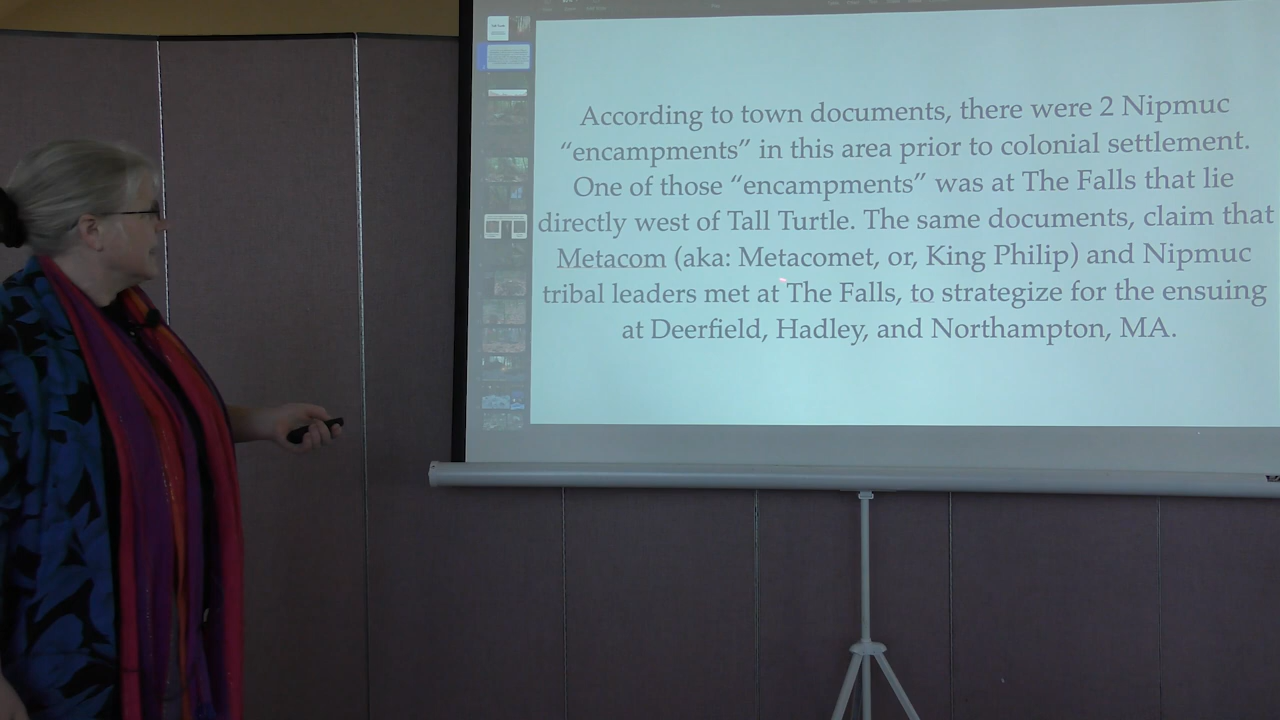 According to town documents, there were 2 Nipmuc
“encampments” in this area prior to colonial settlement.
One of those “encampments” was at The Falls that lie
directly west of Tall Turtle. The same documents, claim that
Metacom (aka: Metacomet, or, King Philip) and Nipmuc
tribal leaders met at The Falls, to strategize for the ensuing
at Deerfield, Hadley, and Northampton, MA.